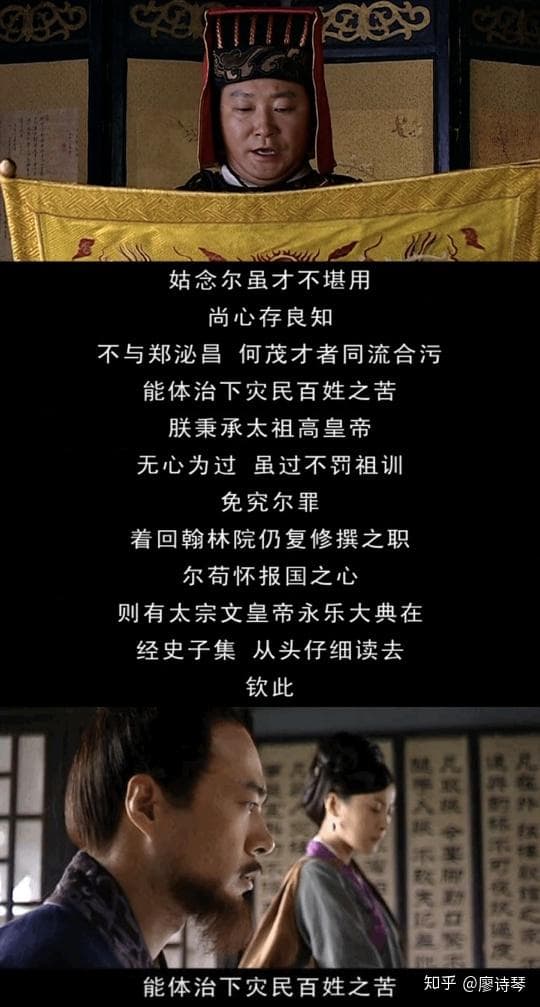 姑念尔虽才不堪用
尚心存良知
不与郑泌昌 何茂才者同流合污
能体治下灾民百姓之苦
朕秉承太祖高皇帝
无心为过 虽过不罚祖训
免究尔罪
着回翰林院仍复修撰之职
尔苟怀报国之心
则有太宗文皇帝永乐大典在
经史子集 从头仔细读去
钦此
能体治下灾民百姓之苦
知乎 @廖诗琴